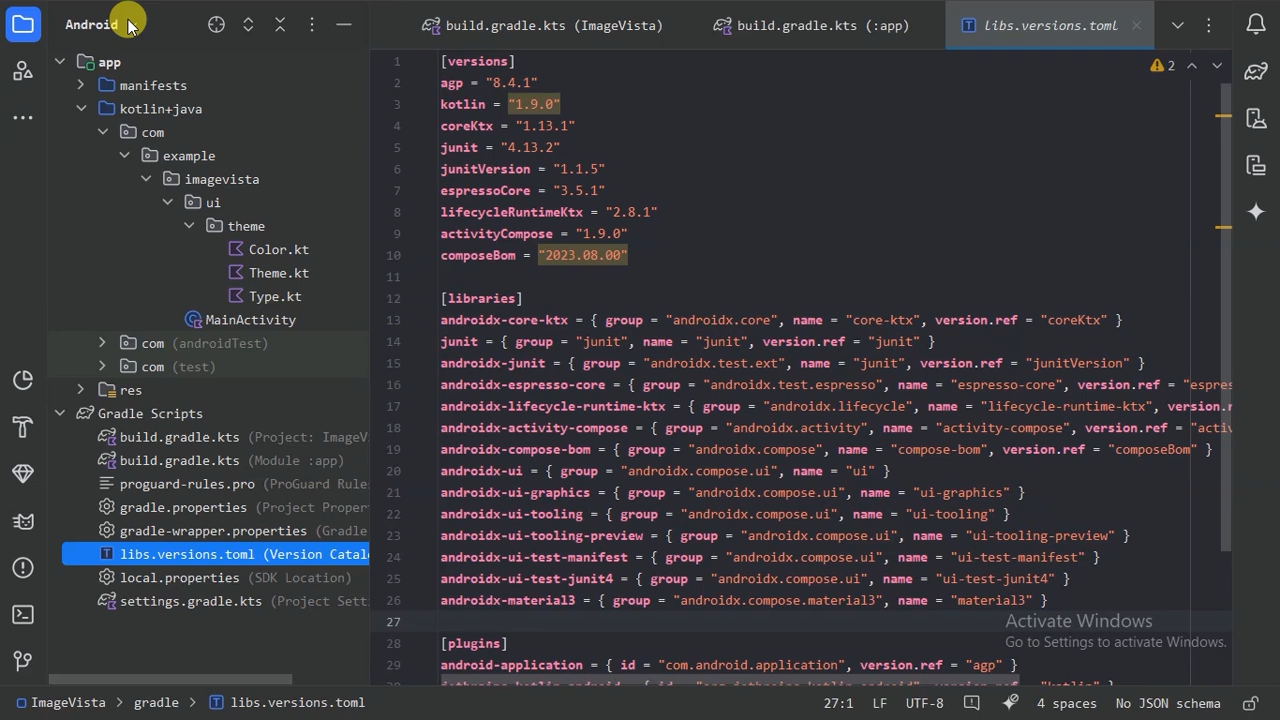 Android
build.gradle.kts (ImageVista)
build.gradle.kts (:app)
libs.versions.toml
app
manifests
kotlin+java
com
example
imagevista
ui
theme
Color.kt
Theme.kt
Type.kt
MainActivity
com (androidTest)
com (test)
res
Gradle Scripts
build.gradle.kts (Project: ImageV
build.gradle.kts (Module :app)
proguard-rules.pro (ProGuard Rule
gradle.properties (Project Proper
gradle-wrapper.properties (Gradle
libs.versions.toml (Version Catal
local.properties (SDK Location)
settings.gradle.kts (Project Sett
2
1 [versions]
2 agp = "8.4.1"
3 kotlin = "1.9.0"
4 coreKtx = "1.13.1"
5 junit = "4.13.2"
6 junitVersion = "1.1.5"
7 espressoCore = "3.5.1"
8 lifecycleRuntimeKtx = "2.8.1"
9 activityCompose = "1.9.0"
10 composeBom = "2023.08.00"
11
12 [libraries]
13 androidx-core-ktx = { group = "androidx.core", name = "core-ktx", version.ref = "coreKtx" }
14 junit = { group = "junit", name = "junit", version.ref = "junit" }
15 androidx-junit = { group = "androidx.test.ext", name = "junit", version.ref = "junitVersion" }
16 androidx-espresso-core = { group = "androidx.test.espresso", name = "espresso-core", version.ref = "espres
17 androidx-lifecycle-runtime-ktx = { group = "androidx.lifecycle", name = "lifecycle-runtime-ktx", version.r
18 androidx-activity-compose = { group = "androidx.activity", name = "activity-compose", version.ref = "activ
19 androidx-compose-bom = { group = "androidx.compose", name = "compose-bom", version.ref = "composeBom" }
20 androidx-ui = { group = "androidx.compose.ui", name = "ui" }
21 androidx-ui-graphics = { group = "androidx.compose.ui", name = "ui-graphics" }
22 androidx-ui-tooling = { group = "androidx.compose.ui", name = "ui-tooling" }
23 androidx-ui-tooling-preview = { group = "androidx.compose.ui", name = "ui-tooling-preview" }
24 androidx-ui-test-manifest = { group = "androidx.compose.ui", name = "ui-test-manifest" }
25 androidx-ui-test-junit4 = { group = "androidx.compose.ui", name = "ui-test-junit4" }
26 androidx-material3 = { group = "androidx.compose.material3", name = "material3" }
27
28 [plugins]
29 android-application = { id = "com.android.application", version.ref = "agp" }
Activate Windows
Go to Settings to activate Windows.
ImageVista > gradle > libs.versions.toml
27:1 LF UTF-8 4 spaces No JSON schema